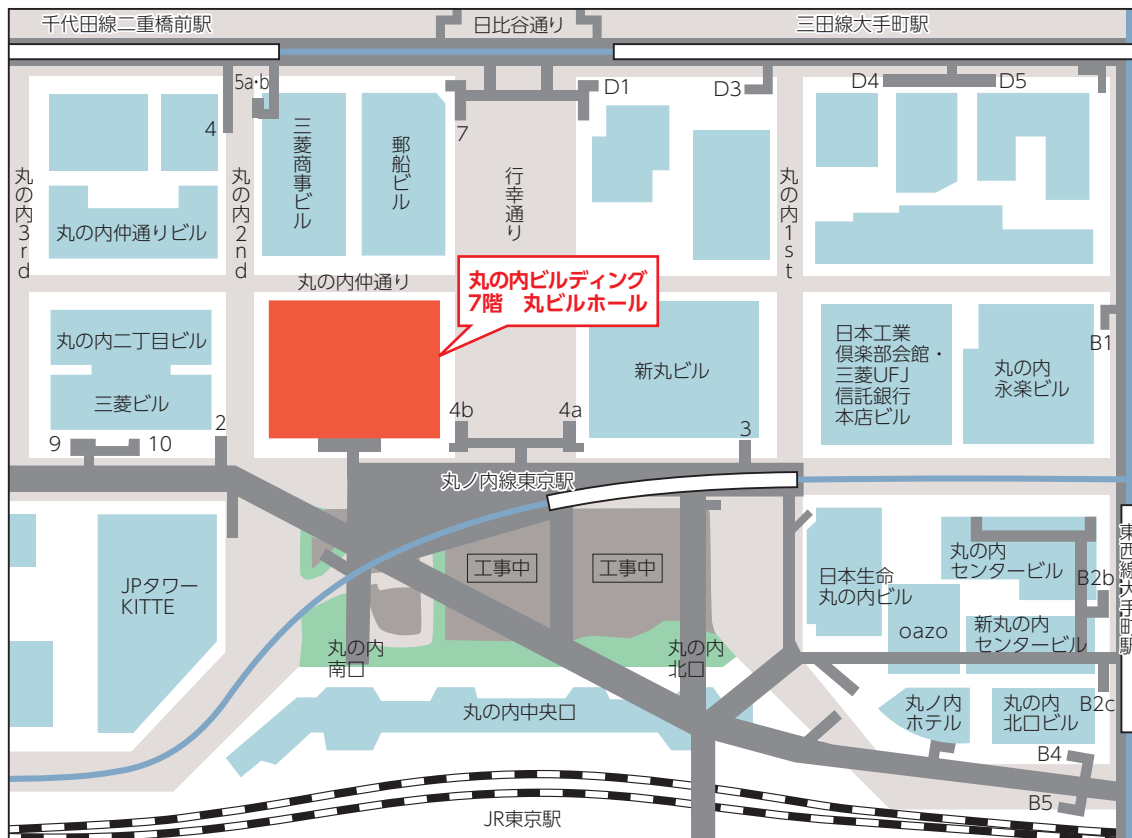 千代田線二重橋前駅
日比谷通り
三田線大手町駅
5a・b
4
7
D1
D3
D4
D5
三菱商事ビル
郵船ビル
行幸通り
丸の内3rd
丸の内2nd
丸の内1st
丸の内仲通りビル
丸の内仲通り
丸の内ビルディング
7階　丸ビルホール
丸の内二丁目ビル
三菱ビル
新丸ビル
日本工業
倶楽部会館・
三菱UFJ
信託銀行
本店ビル
丸の内
永楽ビル
B1
9
10
2
4b
4a
3
丸ノ内線東京駅
工事中
工事中
JPタワー
KITTE
日本生命
丸の内ビル
丸の内
センタービル
東西線大手町駅
B2b
oazo
新丸の内
センタービル
丸の内
南口
丸の内
北口
丸の内中央口
丸ノ内
ホテル
丸の内
北口ビル
B2c
B4
B5
JR東京駅